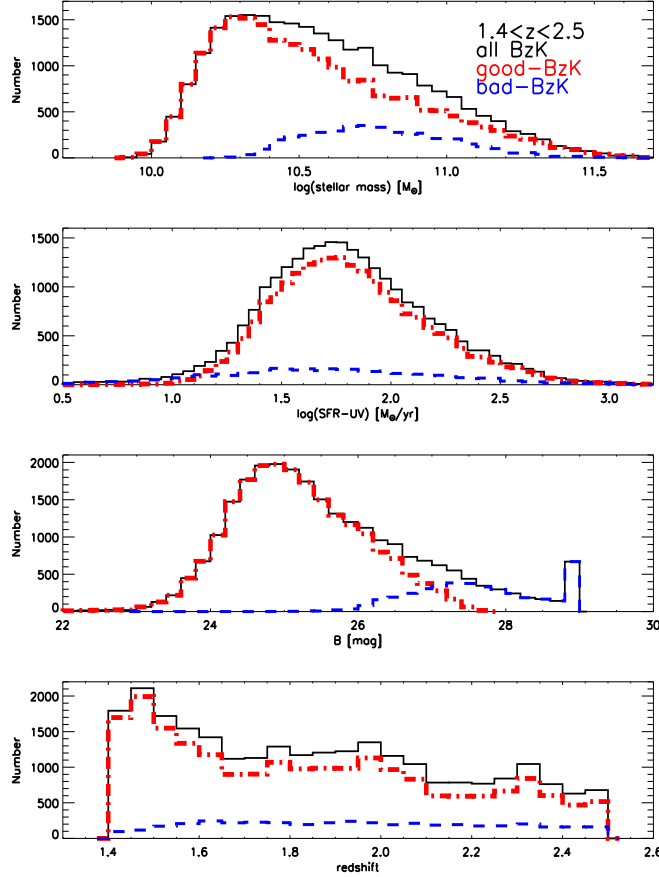 1.4<z<2.5
all BzK
good-BzK
bad-BzK
Number
1500
1000
500
0
10.0 10.5 11.0 11.5
log(stellar mass) [M⊙]
Number
1500
1000
500
0
0.5 1.0 1.5 2.0 2.5 3.0
log(SFR-UV) [M⊙/yr]
Number
2000
1500
1000
500
0
22 24 26 28 30
B [mag]
Number
2000
1500
1000
500
0
1.4 1.6 1.8 2.0 2.2 2.4 2.6
redshift